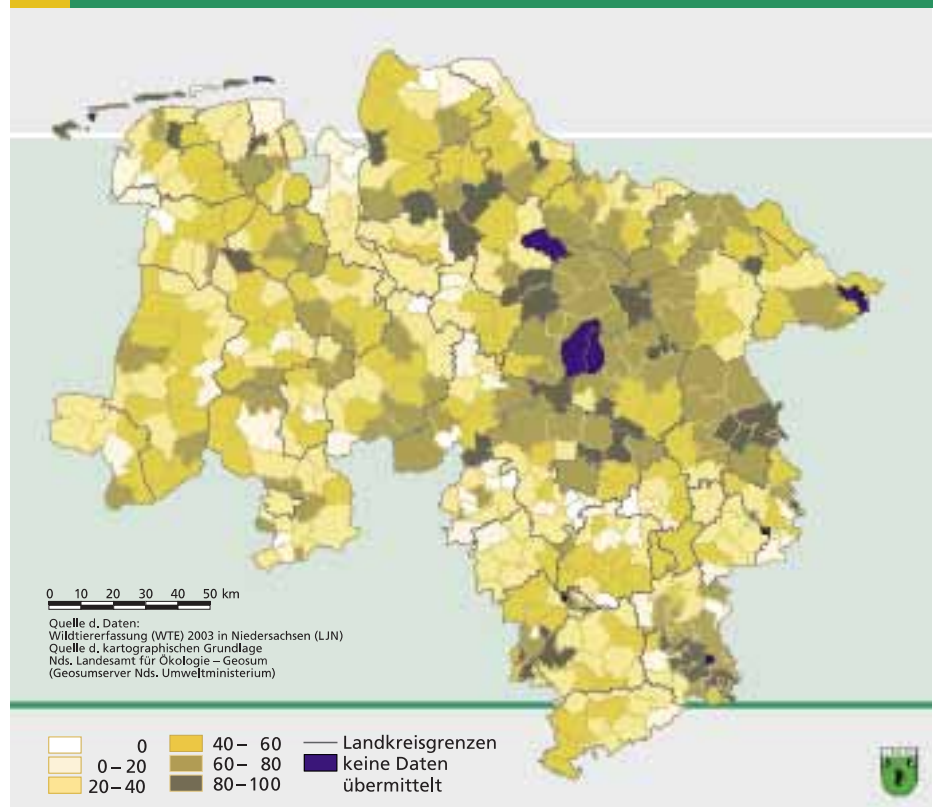 0 10 20 30 40 50 km
Quelle d. Daten:
Wildtiererfassung (WTE) 2003 in Niedersachsen (LJN)
Quelle d. kartographischen Grundlage
Nds. Landesamt für Ökologie – Geosum
(Geosumserver Nds. Umweltministerium)
0
0 – 20
20 – 40
40 – 60
60 – 80
80 – 100
Landkreisgrenzen
keine Daten
übermittelt